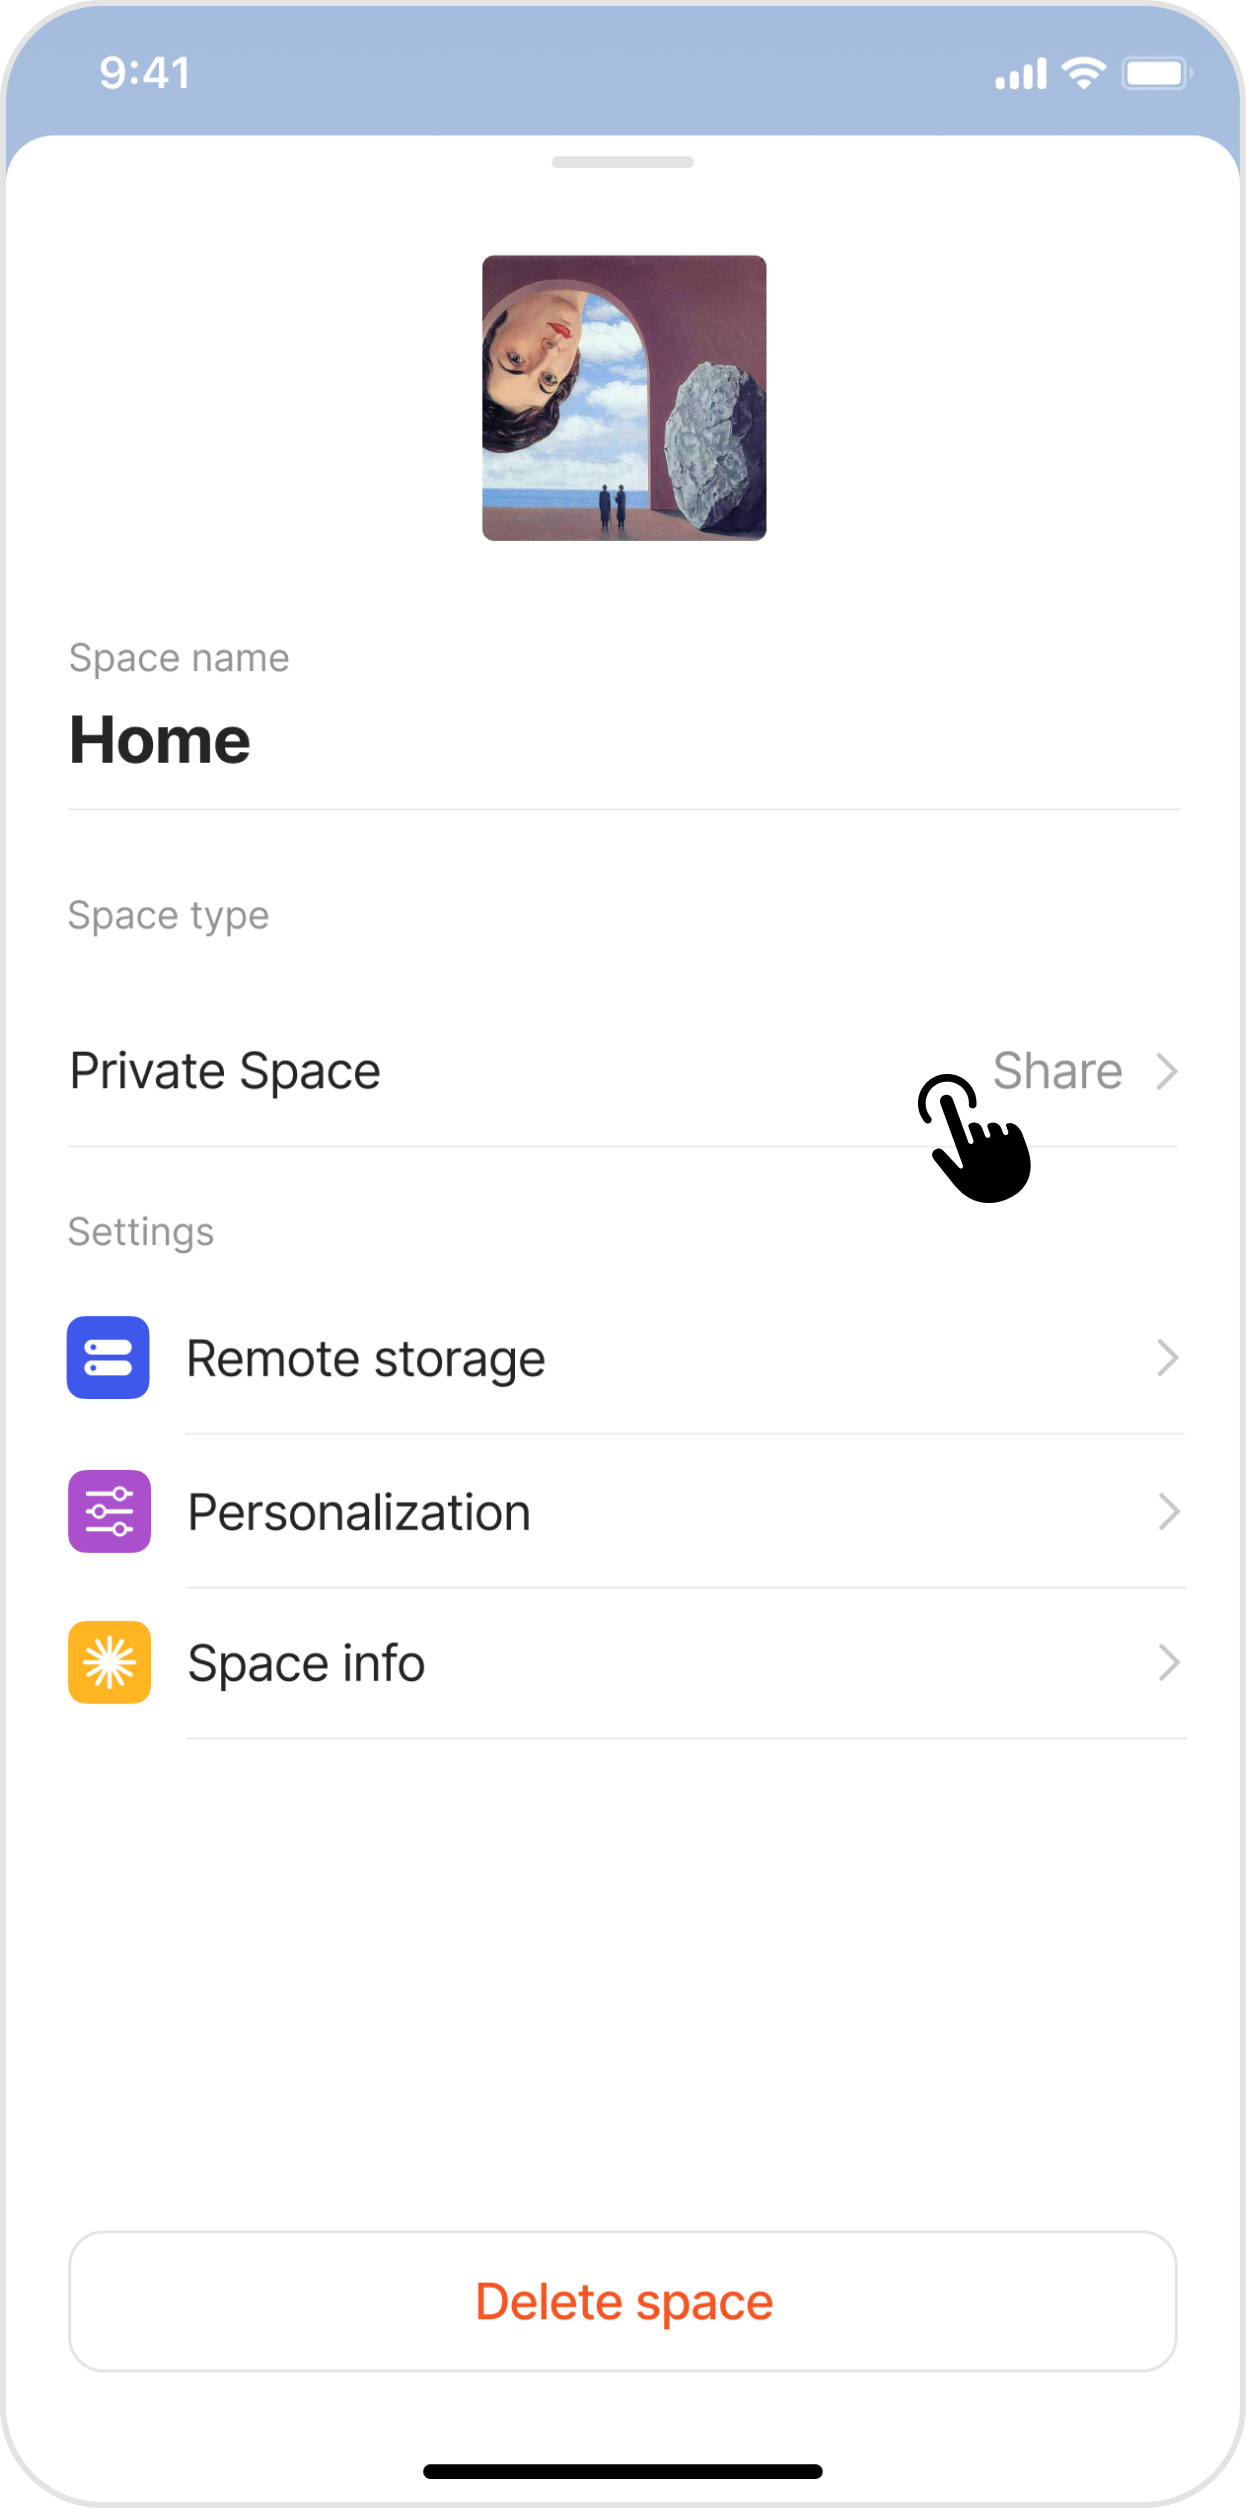 9:41
Space name
Home
Space type
Private Space Share
Settings
Remote storage
Personalization
Space info
Delete space